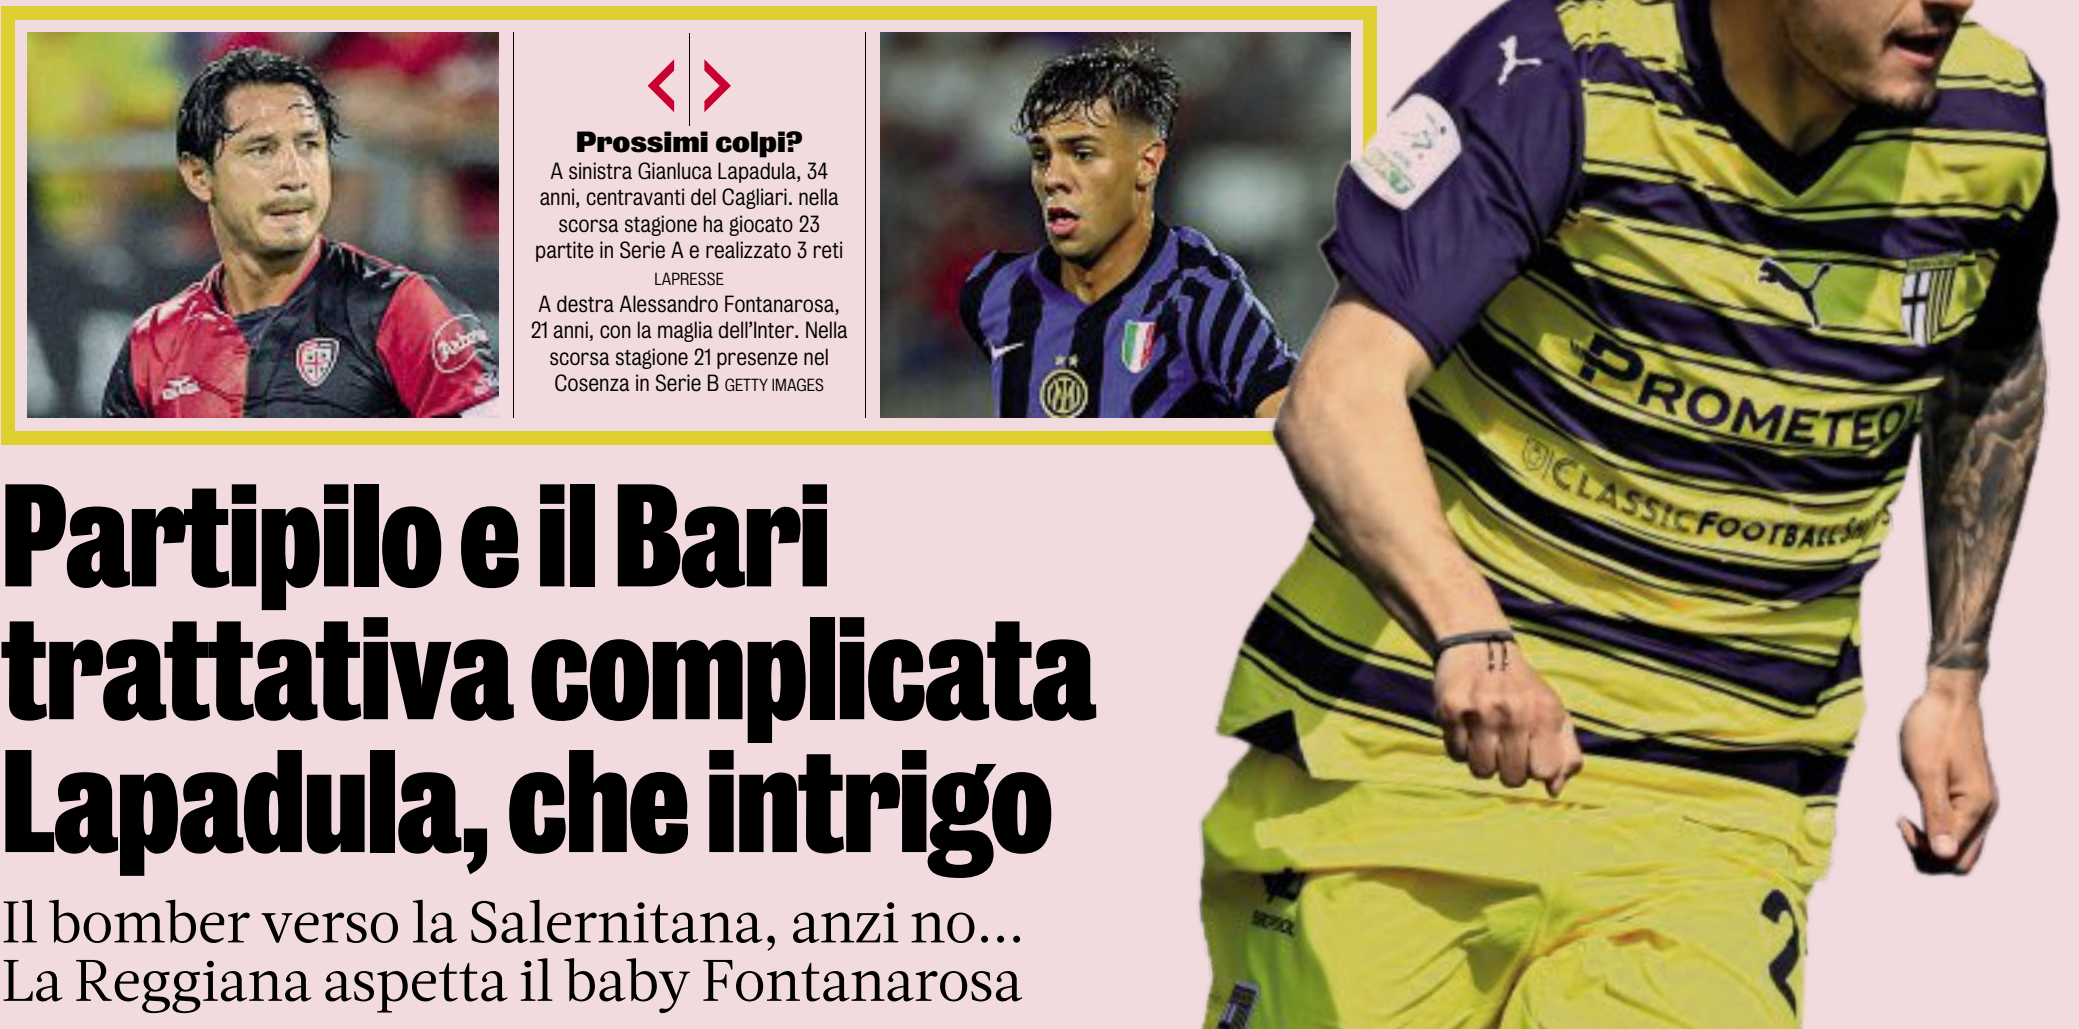 Prossimi colpi?
A sinistra Gianluca Lapadula, 34
anni, centravanti del Cagliari. nella
scorsa stagione ha giocato 23
partite in Serie A e realizzato 3 reti
LAPRESSE
A destra Alessandro Fontanarosa,
21 anni, con la maglia dell'Inter. Nella
scorsa stagione 21 presenze nel
Cosenza in Serie B GETTY IMAGES
PROMETEO
CLASSIC FOOTBALL
Partipilo e il Bari
trattativa complicata
Lapadula, che intrigo
Il bomber verso la Salernitana, anzi no...
La Reggiana aspetta il baby Fontanarosa
2